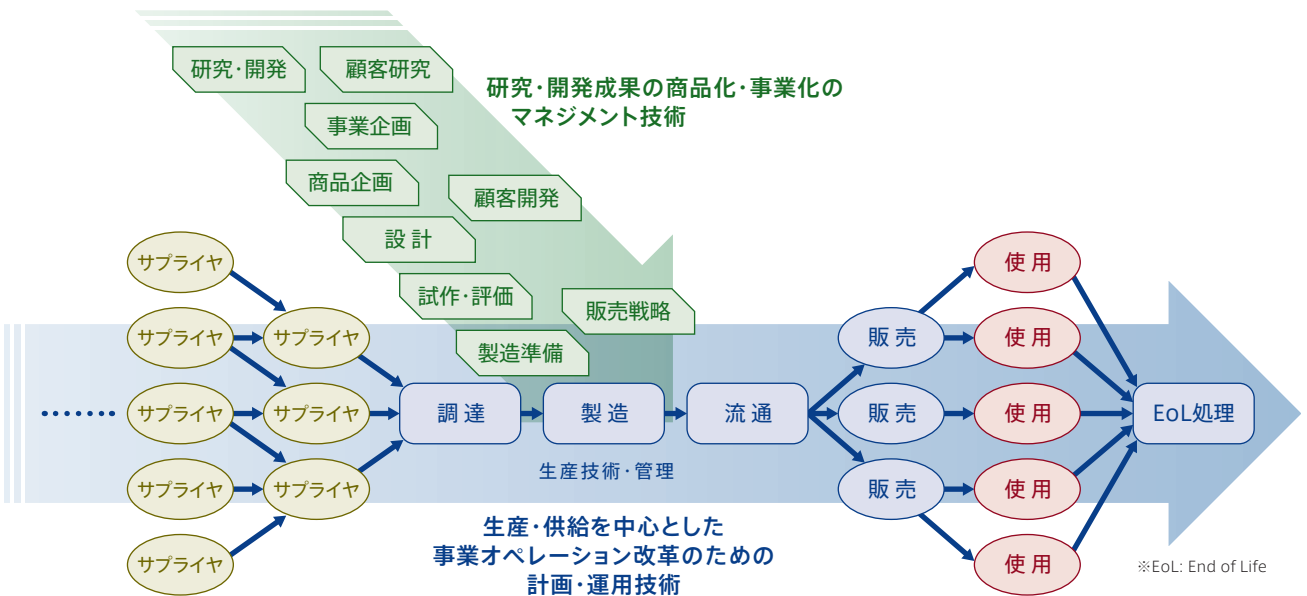 研究・開発
顧客研究
研究・開発成果の商品化・事業化の
マネジメント技術
事業企画
商品企画
顧客開発
設計
試作・評価
販売戦略
製造準備
サプライヤ
サプライヤ
サプライヤ
サプライヤ
サプライヤ
サプライヤ
サプライヤ
サプライヤ
調達
製造
流通
生産技術・管理
販売
販売
販売
使用
使用
使用
使用
使用
EoL処理
生産・供給を中心とした
事業オペレーション改革のための
計画・運用技術
※EoL: End of Life